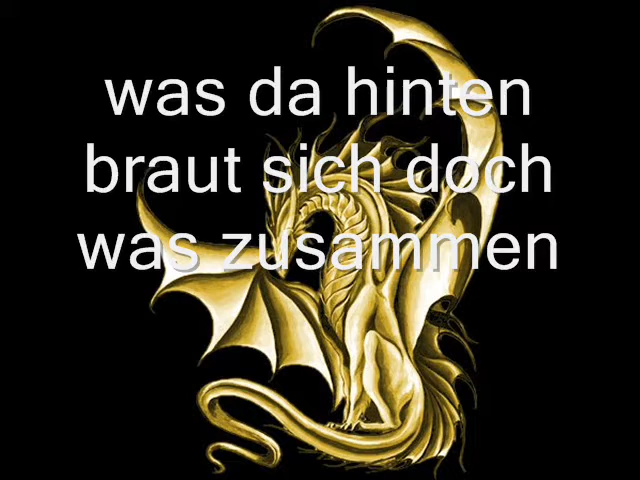 was da hinten
braut sich doch
was zusammen